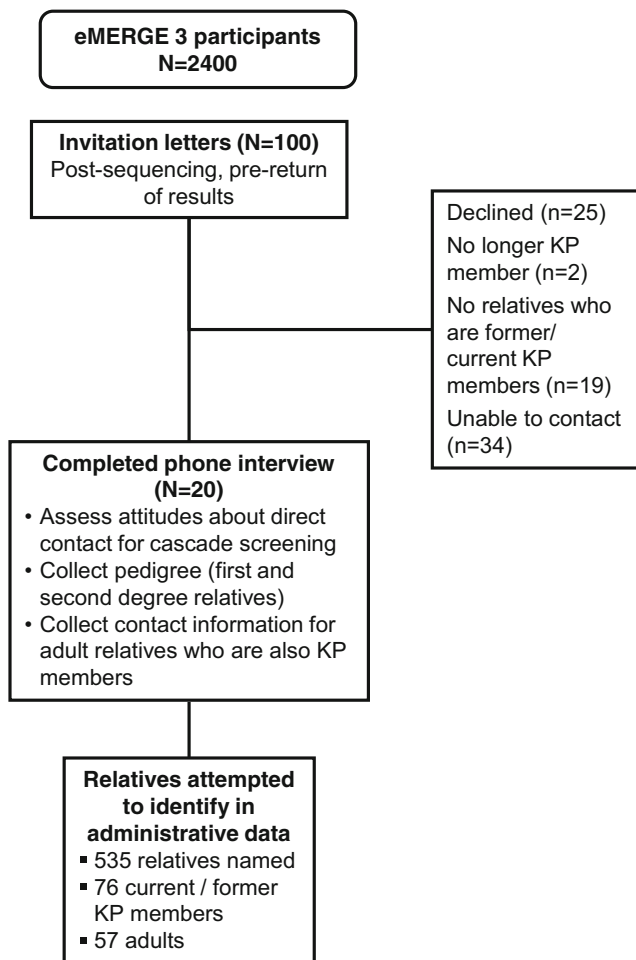 eMERGE 3 participants
N=2400
Invitation letters (N=100)
Post-sequencing, pre-return
of results
Declined (n=25)
No longer KP
member (n=2)
No relatives who
are former/
current KP
members (n=19)
Unable to contact
(n=34)
Completed phone interview
(N=20)
• Assess attitudes about direct
contact for cascade screening
• Collect pedigree (first and
second degree relatives)
• Collect contact information for
adult relatives who are also KP
members
Relatives attempted
to identify in
administrative data
▪ 535 relatives named
▪ 76 current / former
KP members
▪ 57 adults